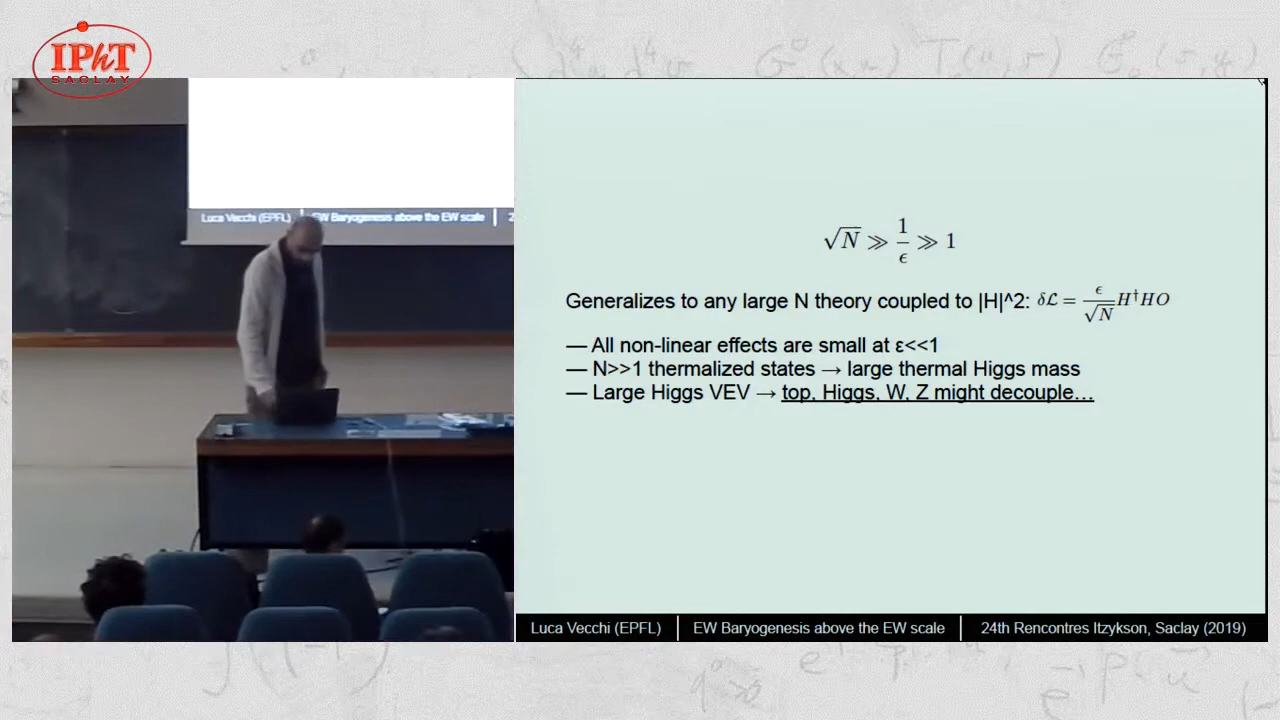 IPhT
SACLAY
Luca Vecchi (EPFL) | EW Baryogenesis above the EW scale | 2
√N ≫ 1/ϵ ≫ 1
Generalizes to any large N theory coupled to |H|^2: δℒ = ϵ/√N H†HO
— All non-linear effects are small at ε<<1
— N>>1 thermalized states → large thermal Higgs mass
— Large Higgs VEV → top, Higgs, W, Z might decouple…
Luca Vecchi (EPFL) | EW Baryogenesis above the EW scale | 24th Rencontres Itzykson, Saclay (2019)